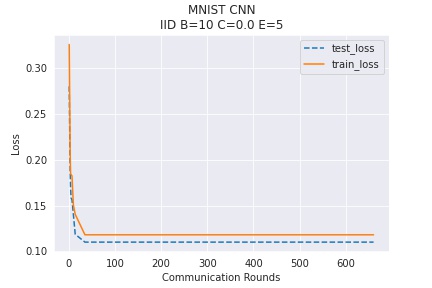 MNIST CNN
IID B=10 C=0.0 E=5
test_loss
train_loss
0.30
0.25
0.20
0.15
0.10
Loss
0 100 200 300 400 500 600
Communication Rounds